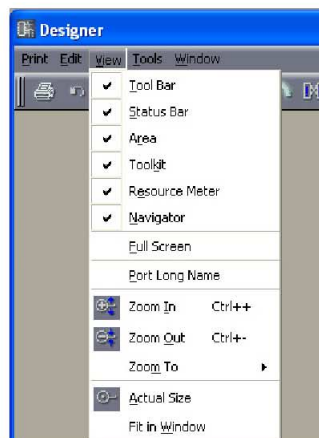 Designer
Print Edit View Tools Window
Tool Bar
Status Bar
Area
Toolkit
Resource Meter
Navigator
Full Screen
Port Long Name
Zoom In Ctrl++
Zoom Out Ctrl+-
Zoom To
Actual Size
Fit in Window